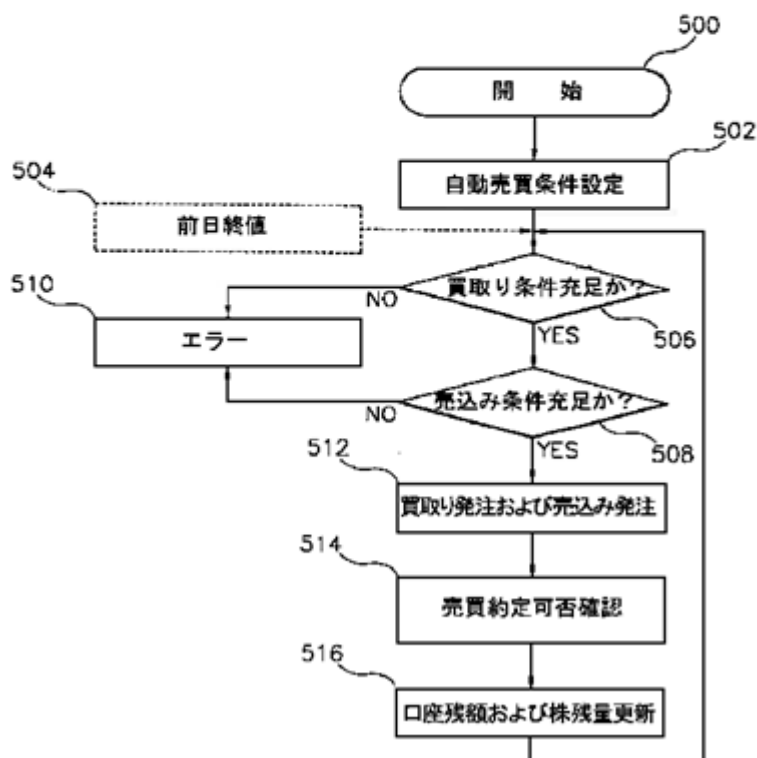 500
開 始
502
自動売買条件設定
504
前日終値
買取り条件充足か?
506
NO
YES
510
エラー
売込み条件充足か?
508
NO
YES
512
買取り発注および売込み発注
514
売買約定可否確認
516
口座残額および株残量更新